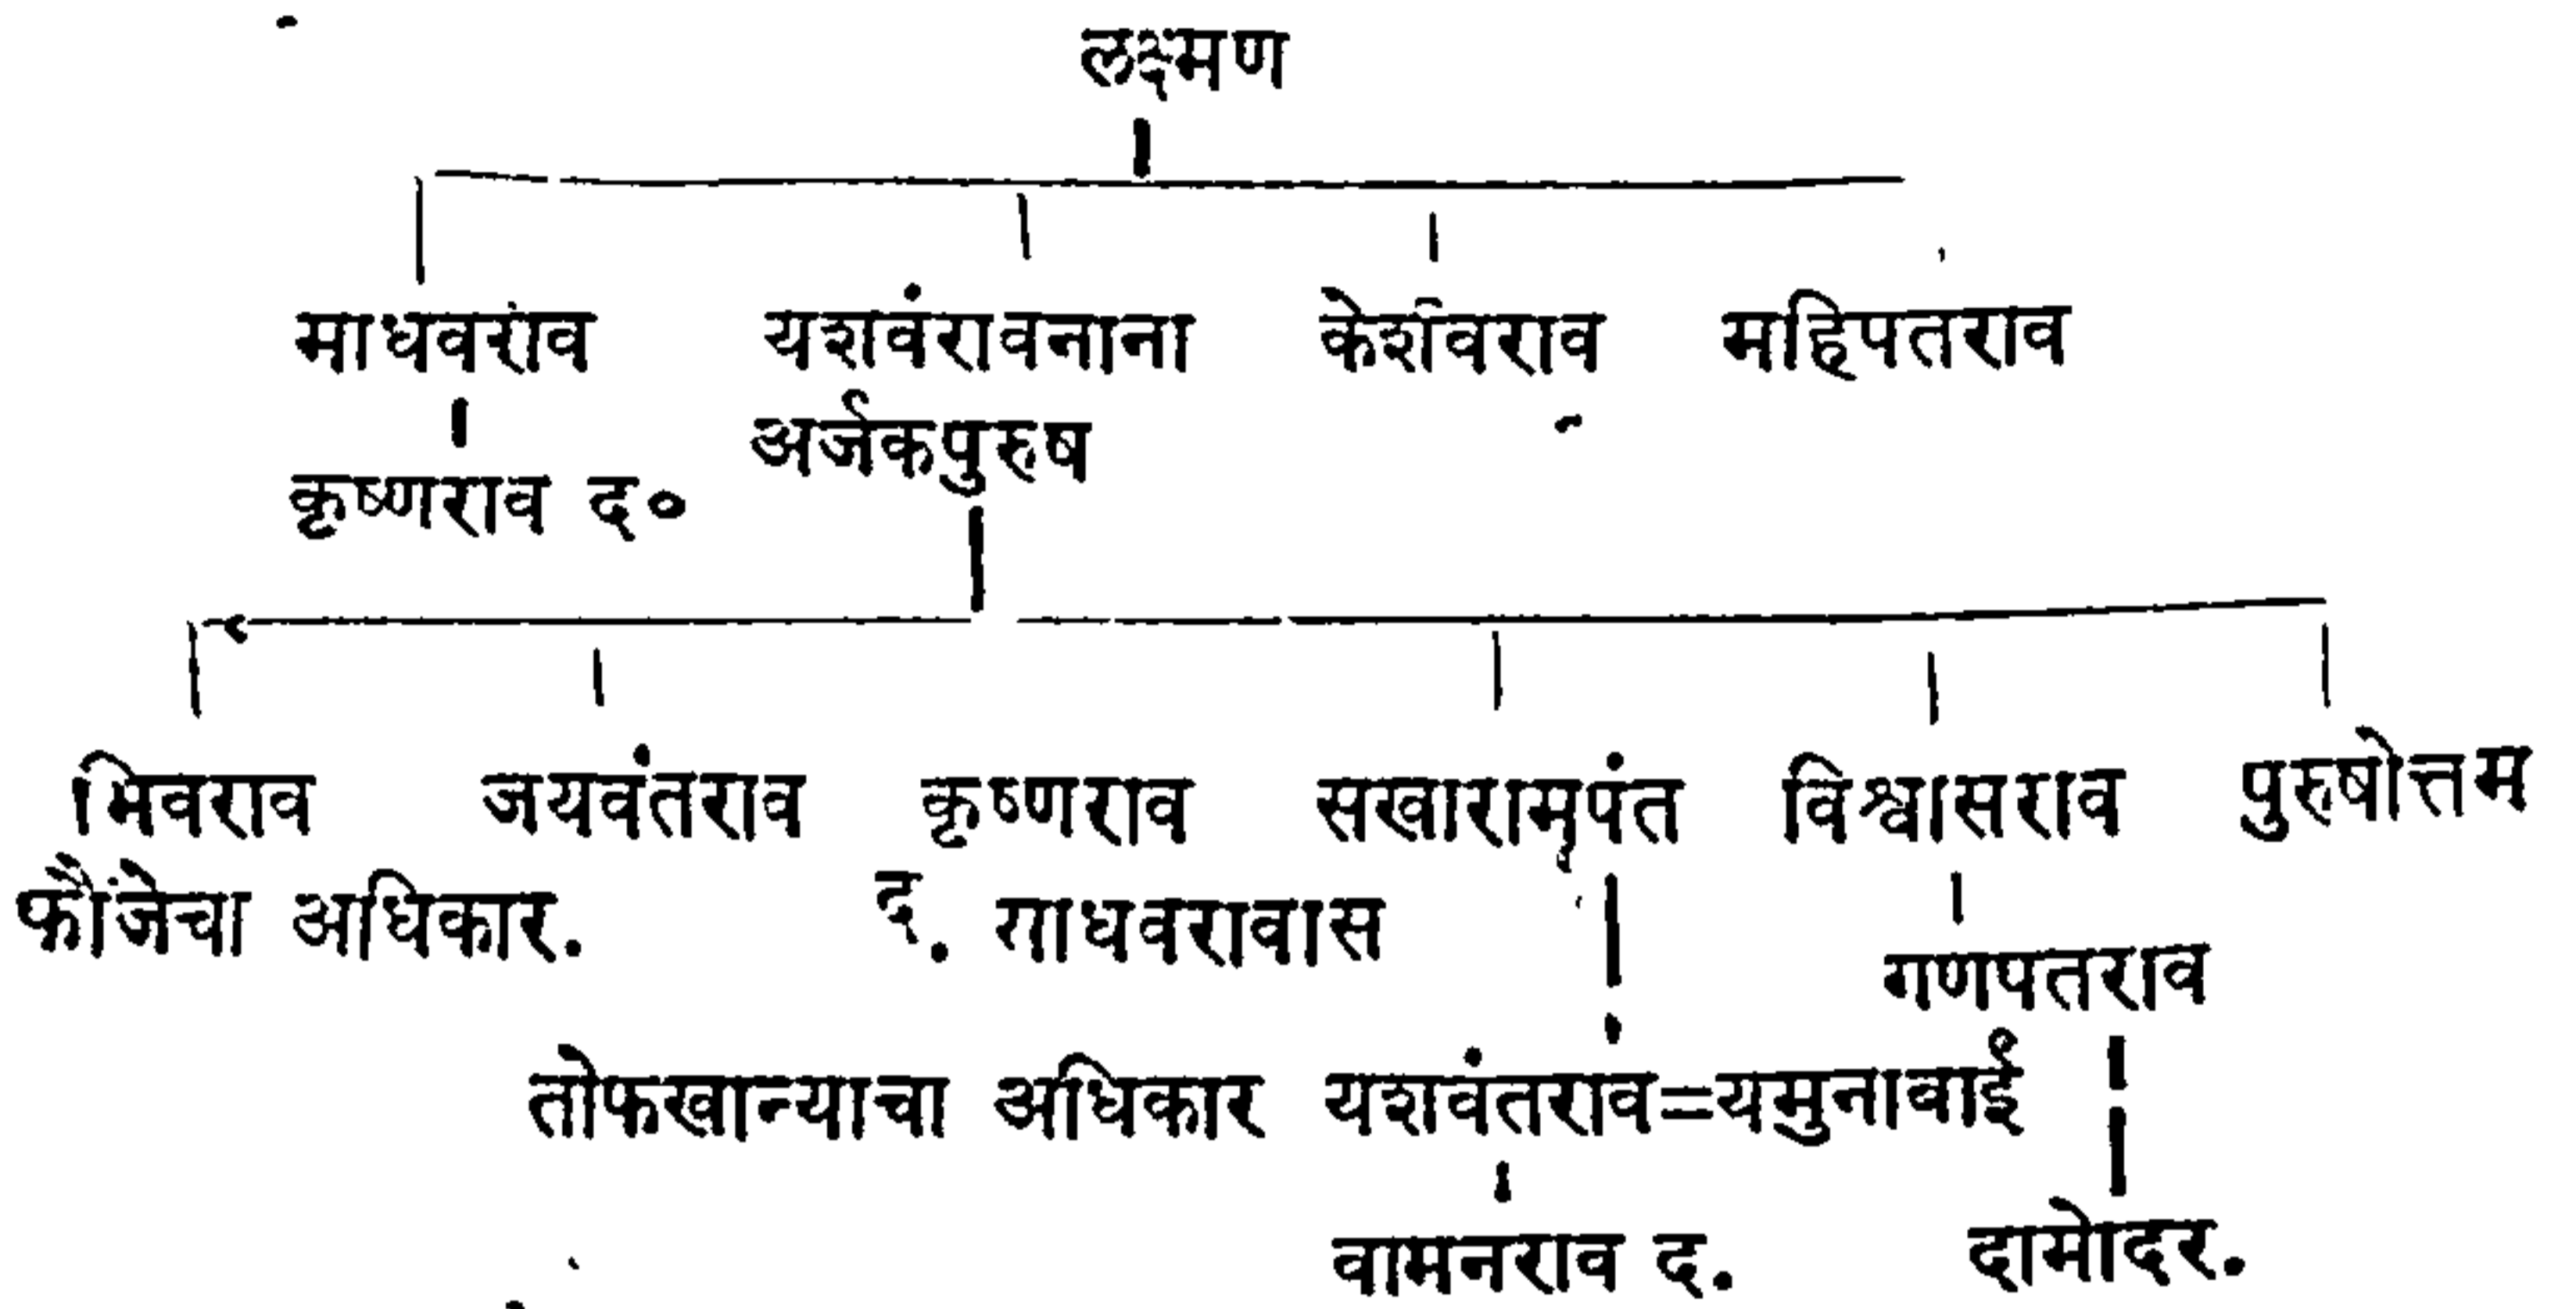 लक्ष्मण
माधवराव यशवंरावनाना केशवराव महिपतराव
अर्जकपुरुष
कृष्णराव द०
भिवराव जयवंतराव कृष्णराव सखारामपंत विश्वासराव पुरुषोत्तम
फौजेचा अधिकार. द. माधवरावास
गणपतराव
तोफखान्याचा अधिकार यशवंतराव=यमुनावाई
वामनराव द. दामोदर.